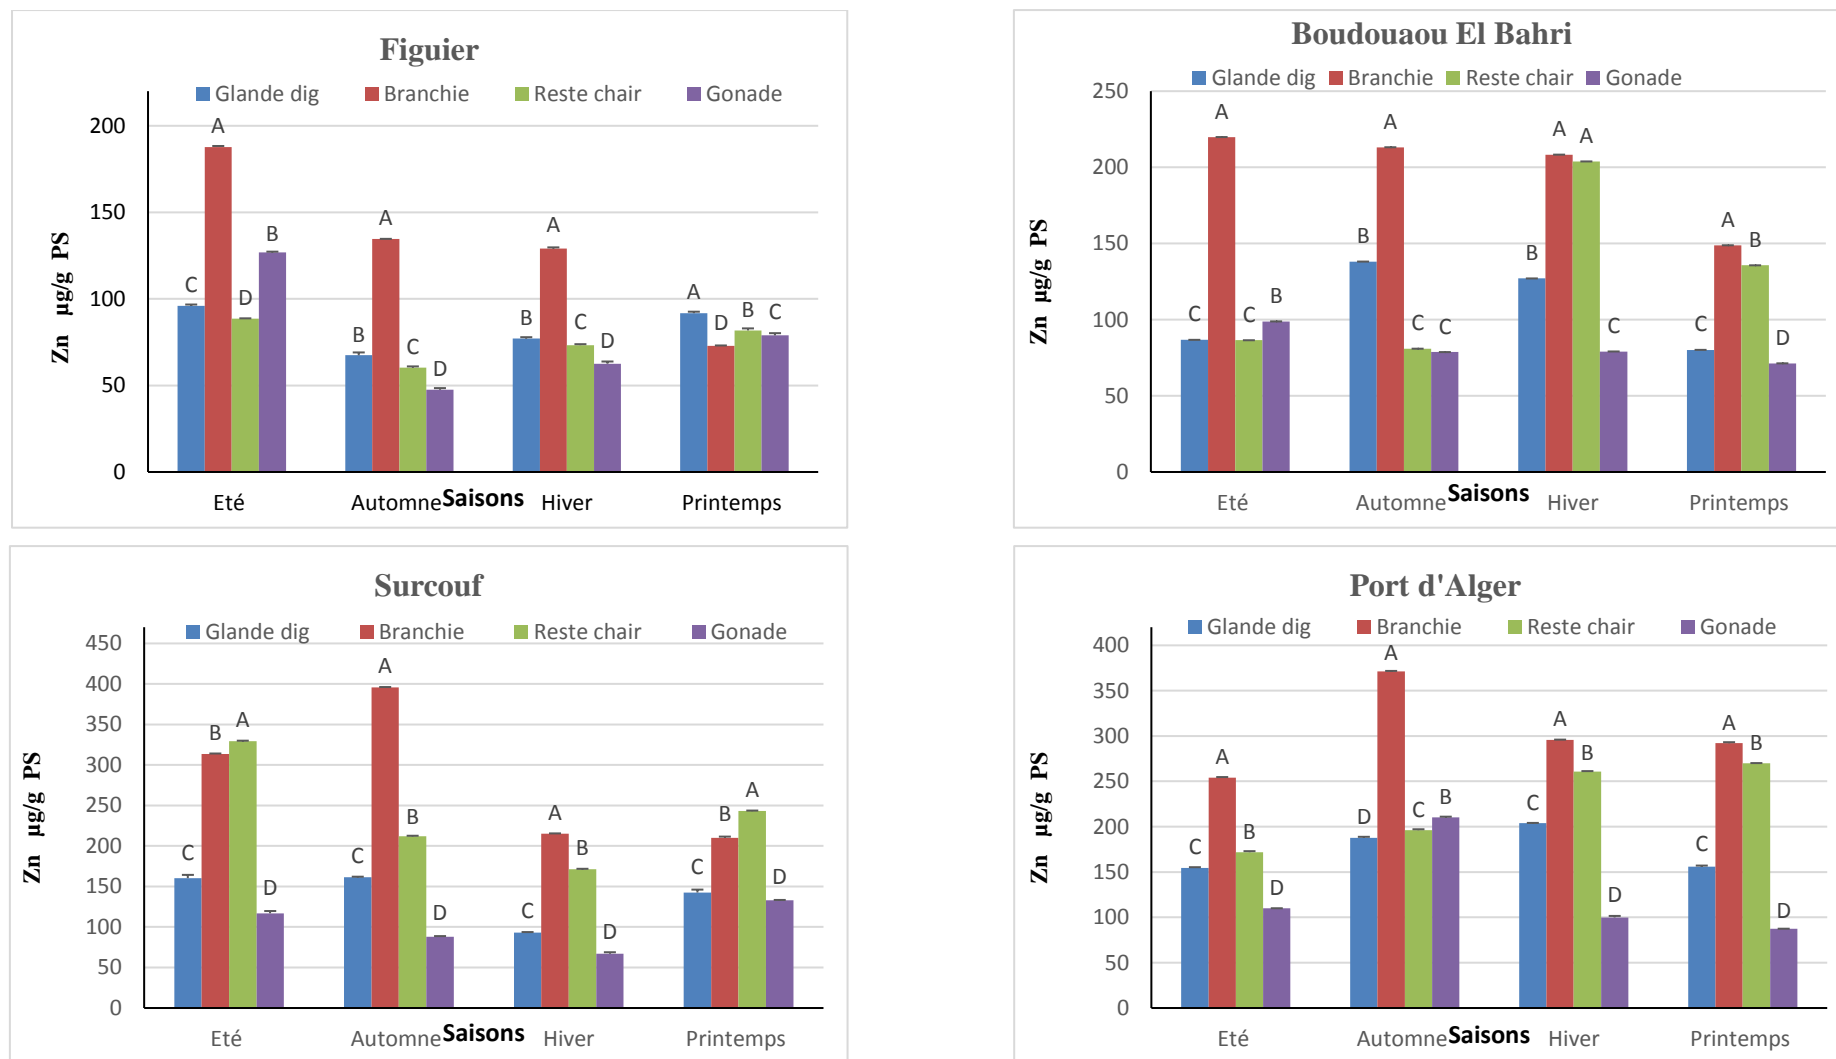 Figuier
Glande dig Branchie Reste chair Gonade
Zn µg/g PS
200
150
100
50
0
C A D B
B A C D
B A C D
A D B C
Eté Automne Hiver Printemps
Saisons
Boudouaou El Bahri
Glande dig Branchie Reste chair Gonade
Zn µg/g PS
250
200
150
100
50
0
C A C B
B A C C
B A A C
C A B D
Eté Automne Hiver Printemps
Saisons
Surcouf
Glande dig Branchie Reste chair Gonade
Zn µg/g PS
450
400
350
300
250
200
150
100
50
0
C B A D
C A B D
C A B D
C B A D
Eté Automne Hiver Printemps
Saisons
Port d'Alger
Glande dig Branchie Reste chair Gonade
Zn µg/g PS
400
350
300
250
200
150
100
50
0
C A B D
D A C B
C A B D
C A B D
Eté Automne Hiver Printemps
Saisons